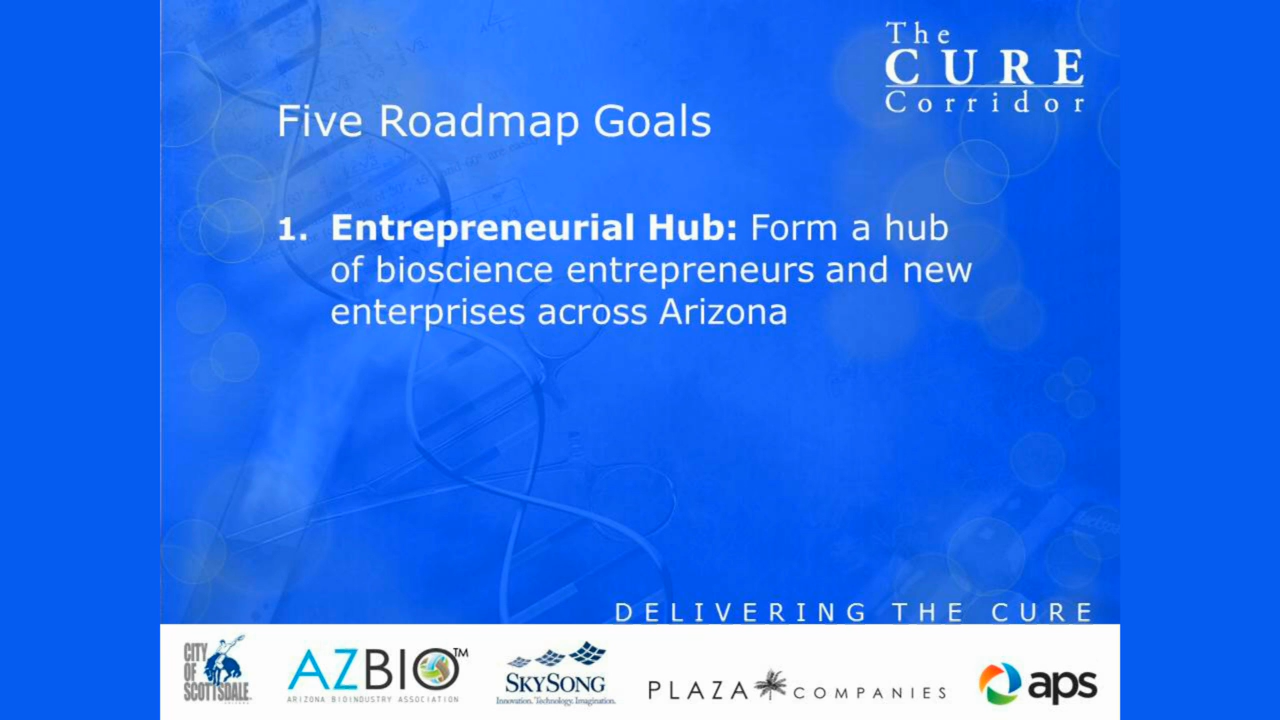 The
CURE
Corridor
Five Roadmap Goals
1. Entrepreneurial Hub: Form a hub
of bioscience entrepreneurs and new
enterprises across Arizona
DELIVERING THE CURE
CITY
OF
SCOTTSDALE
AZBIO™
ARIZONA BIOINDUSTRY ASSOCIATION
SKYSONG
Innovation. Technology. Imagination.
PLAZA COMPANIES
aps